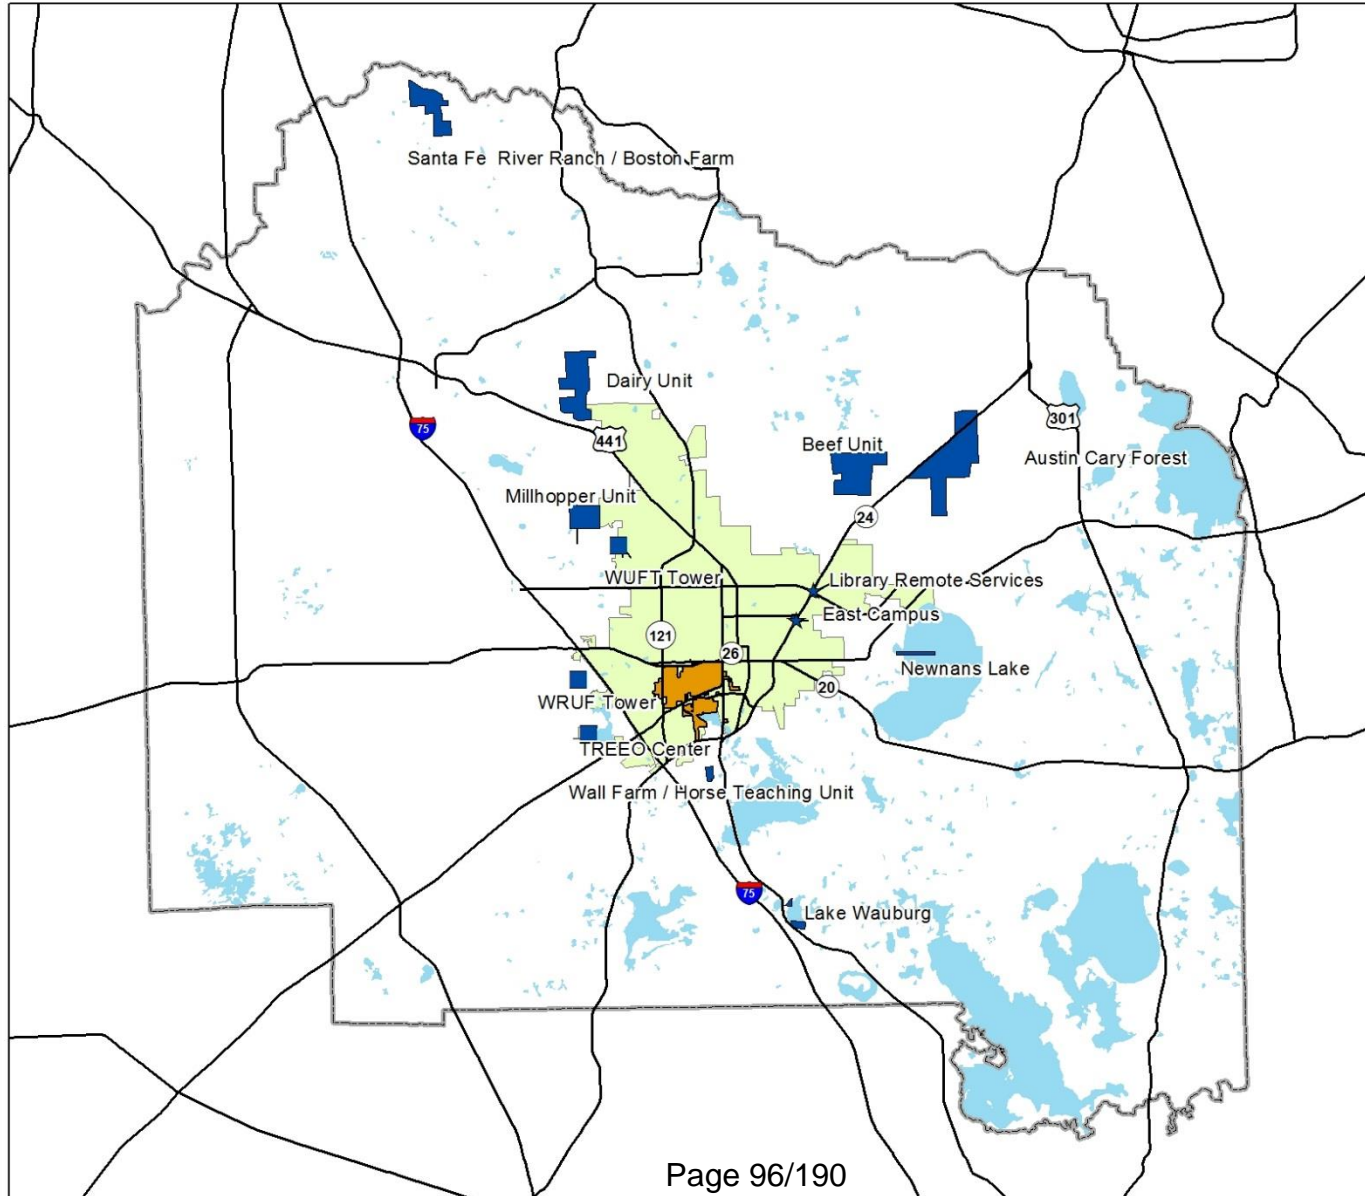 Santa Fe River Ranch / Boston Farm
Dairy Unit
75
441
301
Beef Unit
Austin Cary Forest
Millhopper Unit
24
WUFT Tower
Library Remote Services
East Campus
121
26
Newnans Lake
20
WRUF Tower
TREEO Center
Wall Farm / Horse Teaching Unit
75
Lake Wauburg
Page 96/190